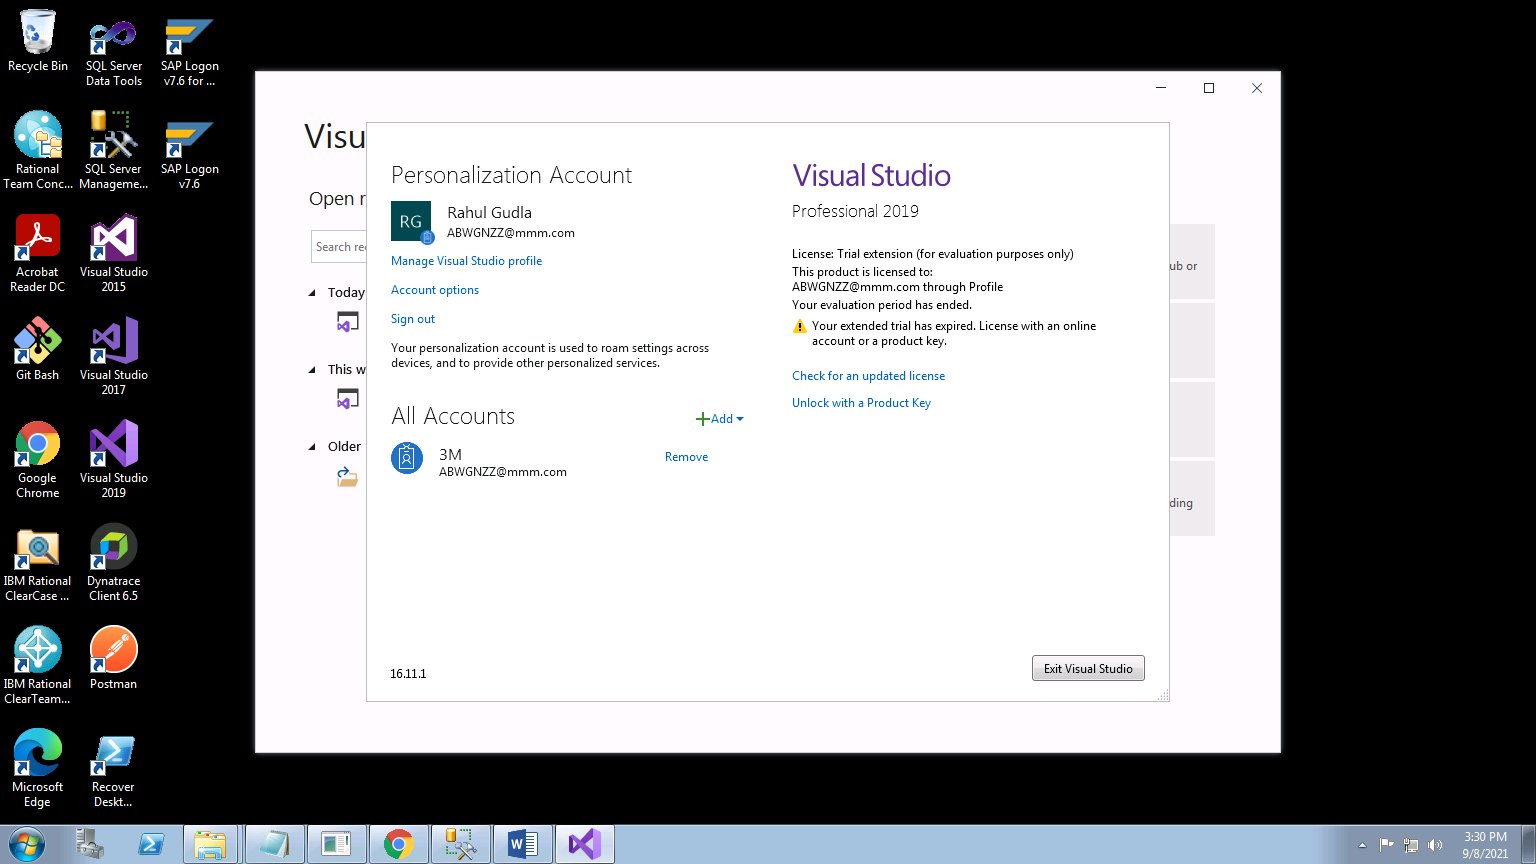 Recycle Bin
SQL Server
Data Tools
SAP Logon
v7.6 for ...
Rational
Team Conc...
SQL Server
Manageme...
SAP Logon
v7.6
Acrobat
Reader DC
Visual Studio
2015
Git Bash
Visual Studio
2017
Google
Chrome
Visual Studio
2019
IBM Rational
ClearCase ...
Dynatrace
Client 6.5
IBM Rational
ClearTeam...
Postman
Microsoft
Edge
Recover
Deskt...
Visu
Open r
Search rec
Today
This w
Older
ub or
ding
Personalization Account
RG
Rahul Gudla
ABWGNZZ@mmm.com
Manage Visual Studio profile
Account options
Sign out
Your personalization account is used to roam settings across
devices, and to provide other personalized services.
All Accounts
Add
3M
ABWGNZZ@mmm.com
Remove
16.11.1
Visual Studio
Professional 2019
License: Trial extension (for evaluation purposes only)
This product is licensed to:
ABWGNZZ@mmm.com through Profile
Your evaluation period has ended.
Your extended trial has expired. License with an online
account or a product key.
Check for an updated license
Unlock with a Product Key
Exit Visual Studio
3:30 PM
9/8/2021